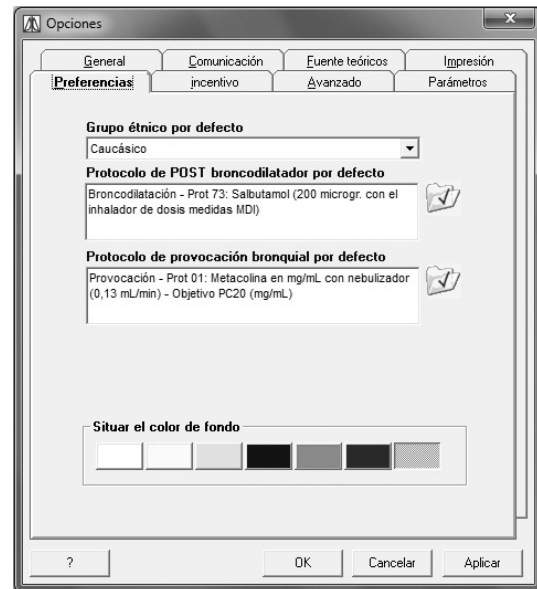 Opciones
General Comunicación Fuente teóricos Impresión
Preferencias incentivo Avanzado Parámetros
Grupo étnico por defecto
Caucásico
Protocolo de POST broncodilatador por defecto
Broncodilatación - Prot 73: Salbutamol (200 microgr. con el
inhalador de dosis medidas MDI)
Protocolo de provocación bronquial por defecto
Provocación - Prot 01: Metacolina en mg/mL con nebulizador
(0,13 mL/min) - Objetivo PC20 (mg/mL)
Situar el color de fondo
? OK Cancelar Aplicar